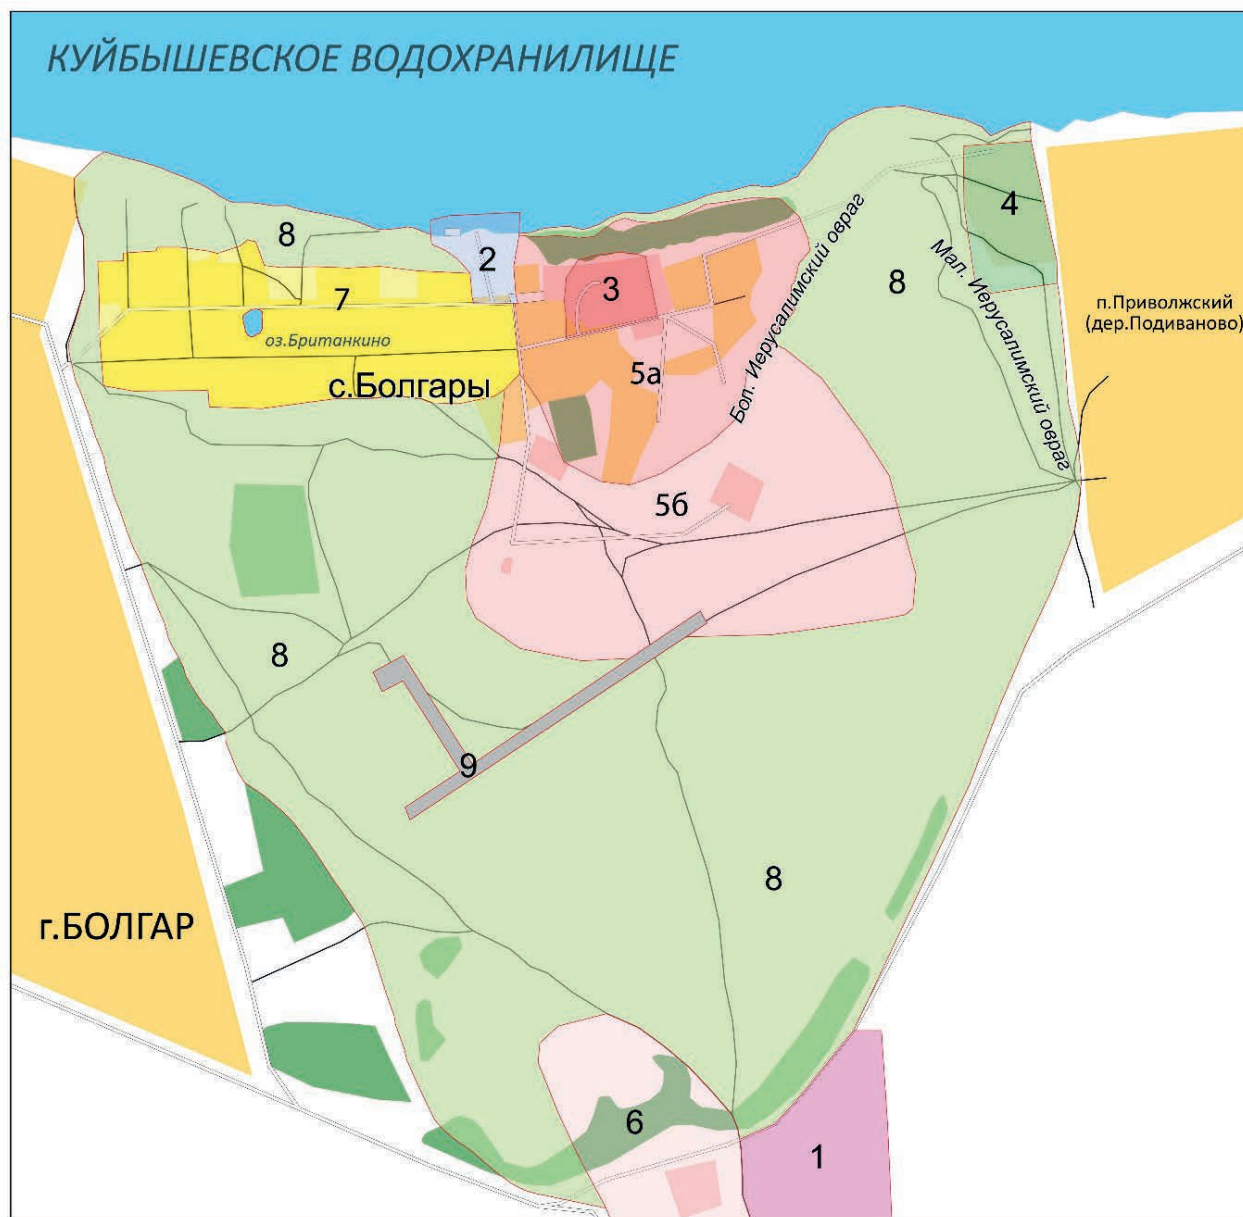 КУЙБЫШЕВСКОЕ ВОДОХРАНИЛИЩЕ
8
2
7
3
4
8
оз.Британкино
с.Болгары
5а
Бол. Иерусалимский овраг
Мал. Иерусалимский овраг
п.Приволжский
(дер.Подиваново)
5б
8
9
8
г.БОЛГАР
6
1